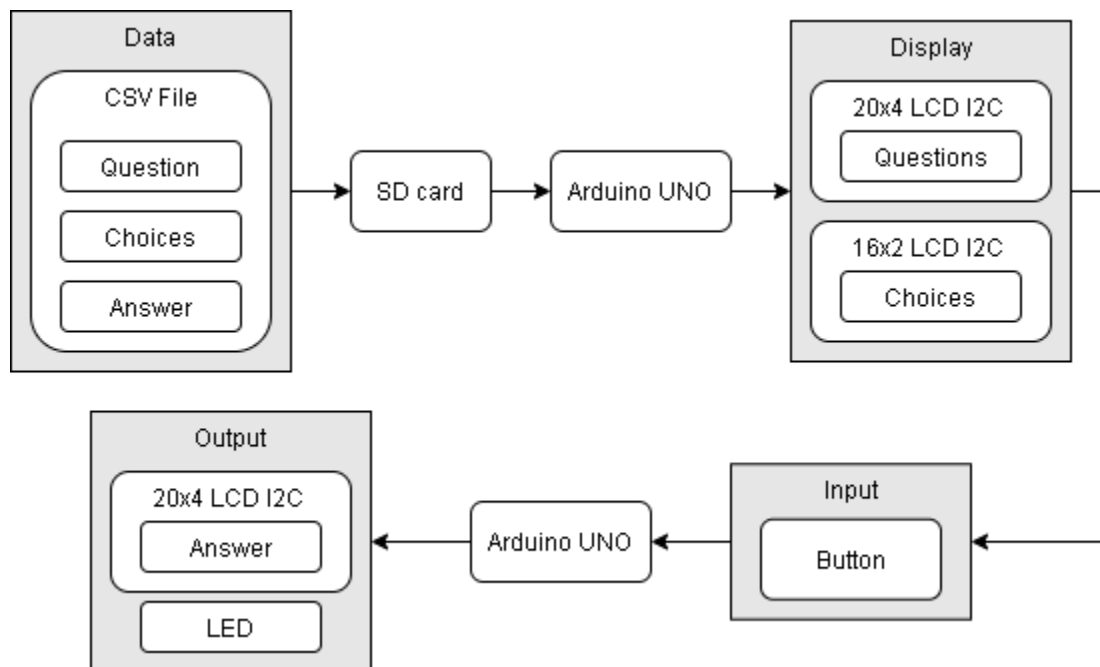 Data
CSV File
Question
Choices
Answer
SD card
Arduino UNO
Display
20x4 LCD I2C
Questions
16x2 LCD I2C
Choices
Input
Button
Arduino UNO
Output
20x4 LCD I2C
Answer
LED